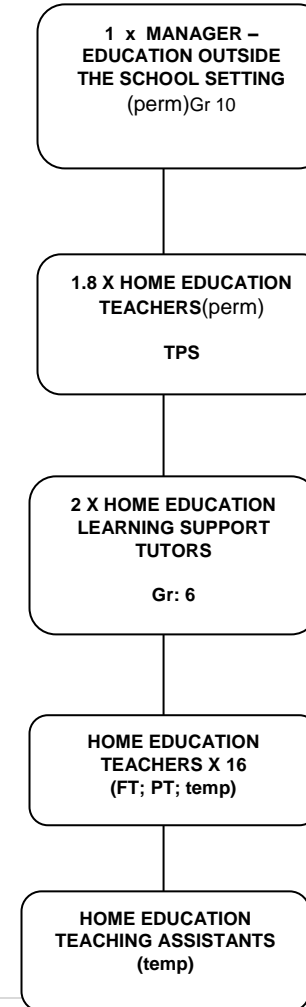 1 x MANAGER –
EDUCATION OUTSIDE
THE SCHOOL SETTING
(perm)Gr 10
1.8 X HOME EDUCATION
TEACHERS(perm)
TPS
2 X HOME EDUCATION
LEARNING SUPPORT
TUTORS
Gr: 6
HOME EDUCATION
TEACHERS X 16
(FT; PT; temp)
HOME EDUCATION
TEACHING ASSISTANTS
(temp)